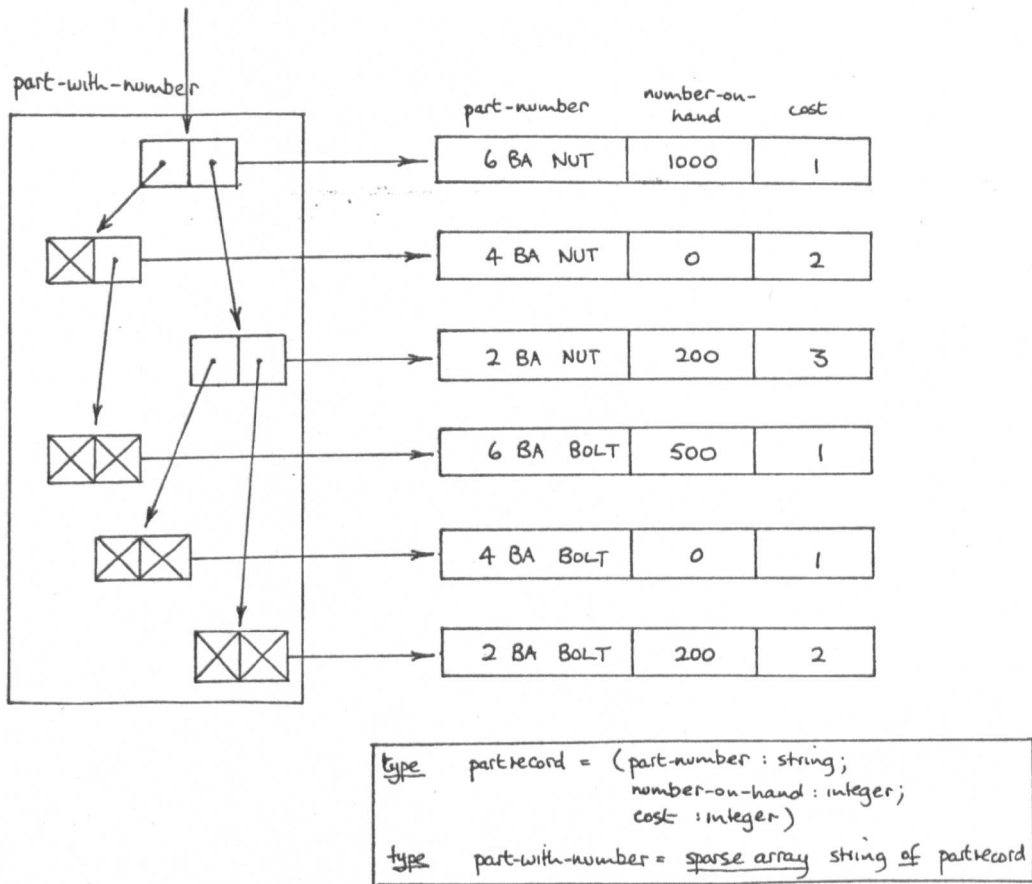 part-with-number
part-number number-on-hand cost
6 BA NUT 1000 1
4 BA NUT 0 2
2 BA NUT 200 3
6 BA BOLT 500 1
4 BA BOLT 0 1
2 BA BOLT 200 2
type partrecord = (part-number : string;
number-on-hand : integer;
cost : integer)
type part-with-number = sparse array string of partrecord